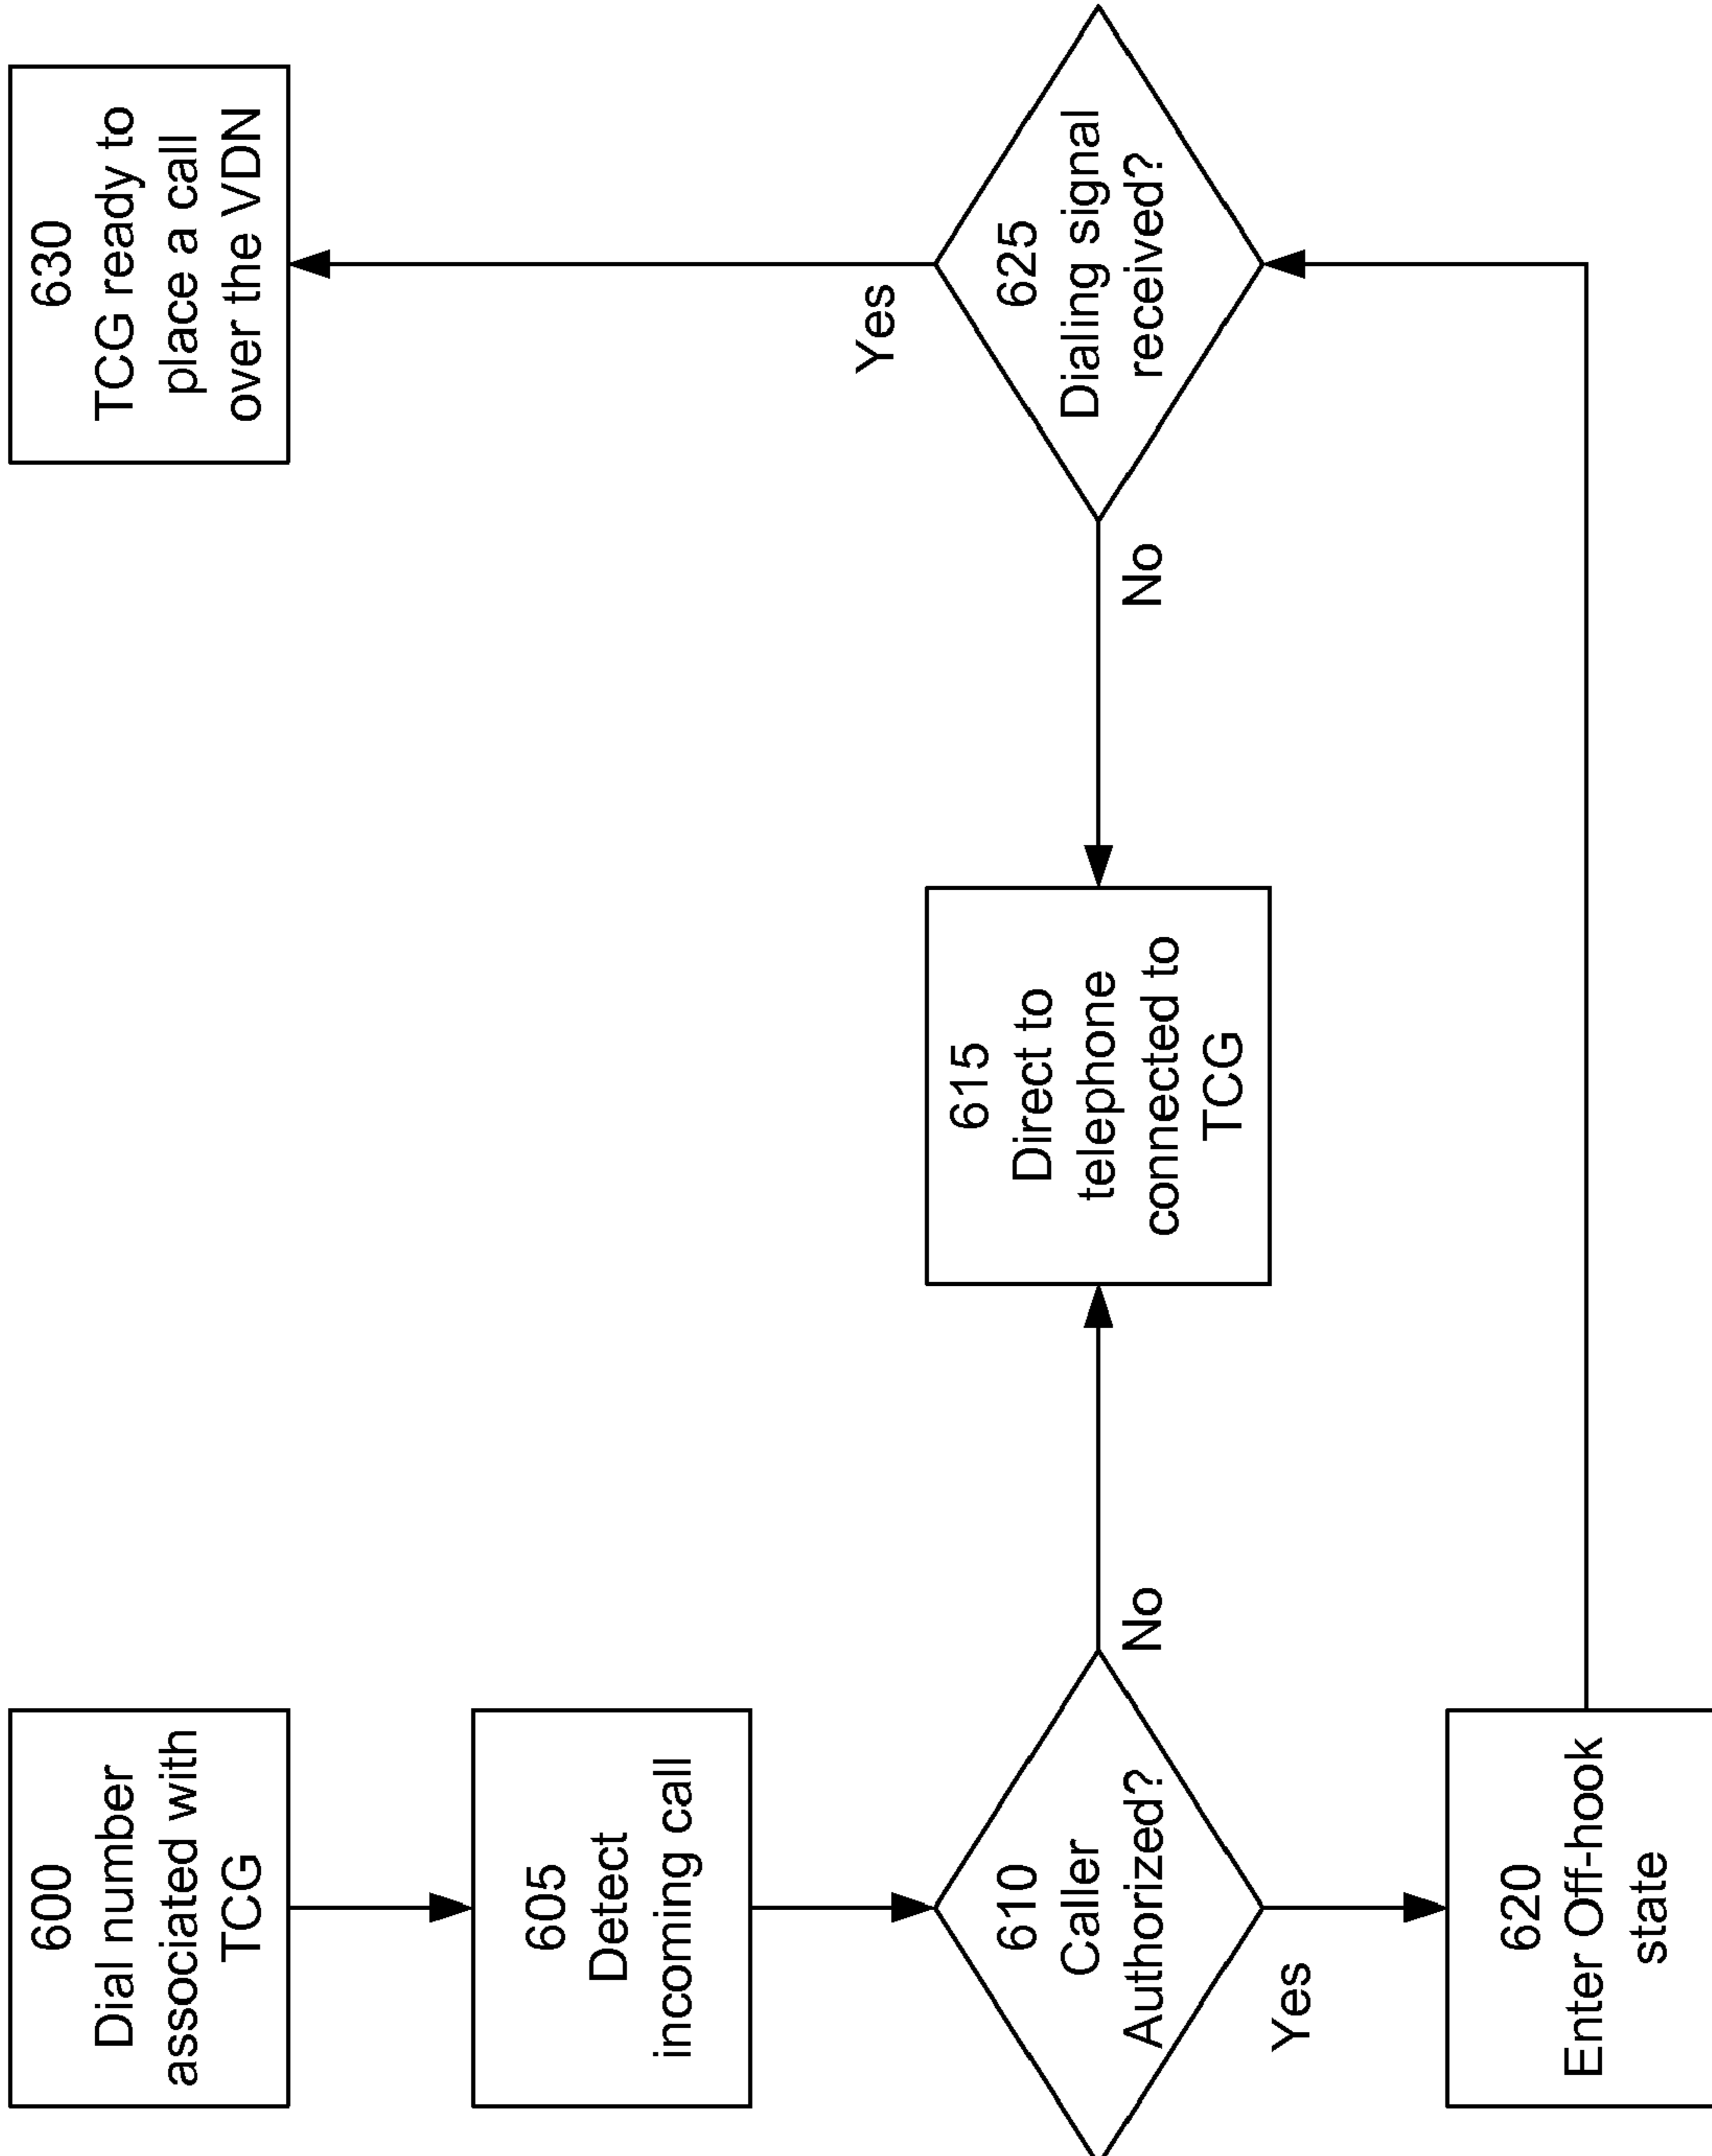 600
Dial number
associated with
TCG
605
Detect
incoming call
610
Caller
Authorized?
No
Yes
615
Direct to
telephone
connected to
TCG
620
Enter Off-hook
state
625
Dialing signal
received?
No
Yes
630
TCG ready to
place a call
over the VDN